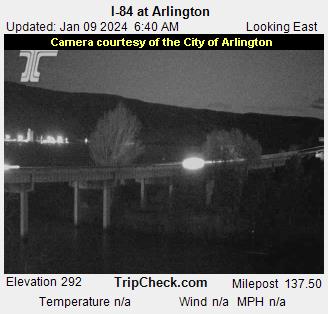 I-84 at Arlington
Updated: Jan 09 2024 6:40 AM Looking East
Camera courtesy of the City of Arlington
Elevation 292 TripCheck.com Milepost 137.50
Temperature n/a Wind n/a MPH n/a